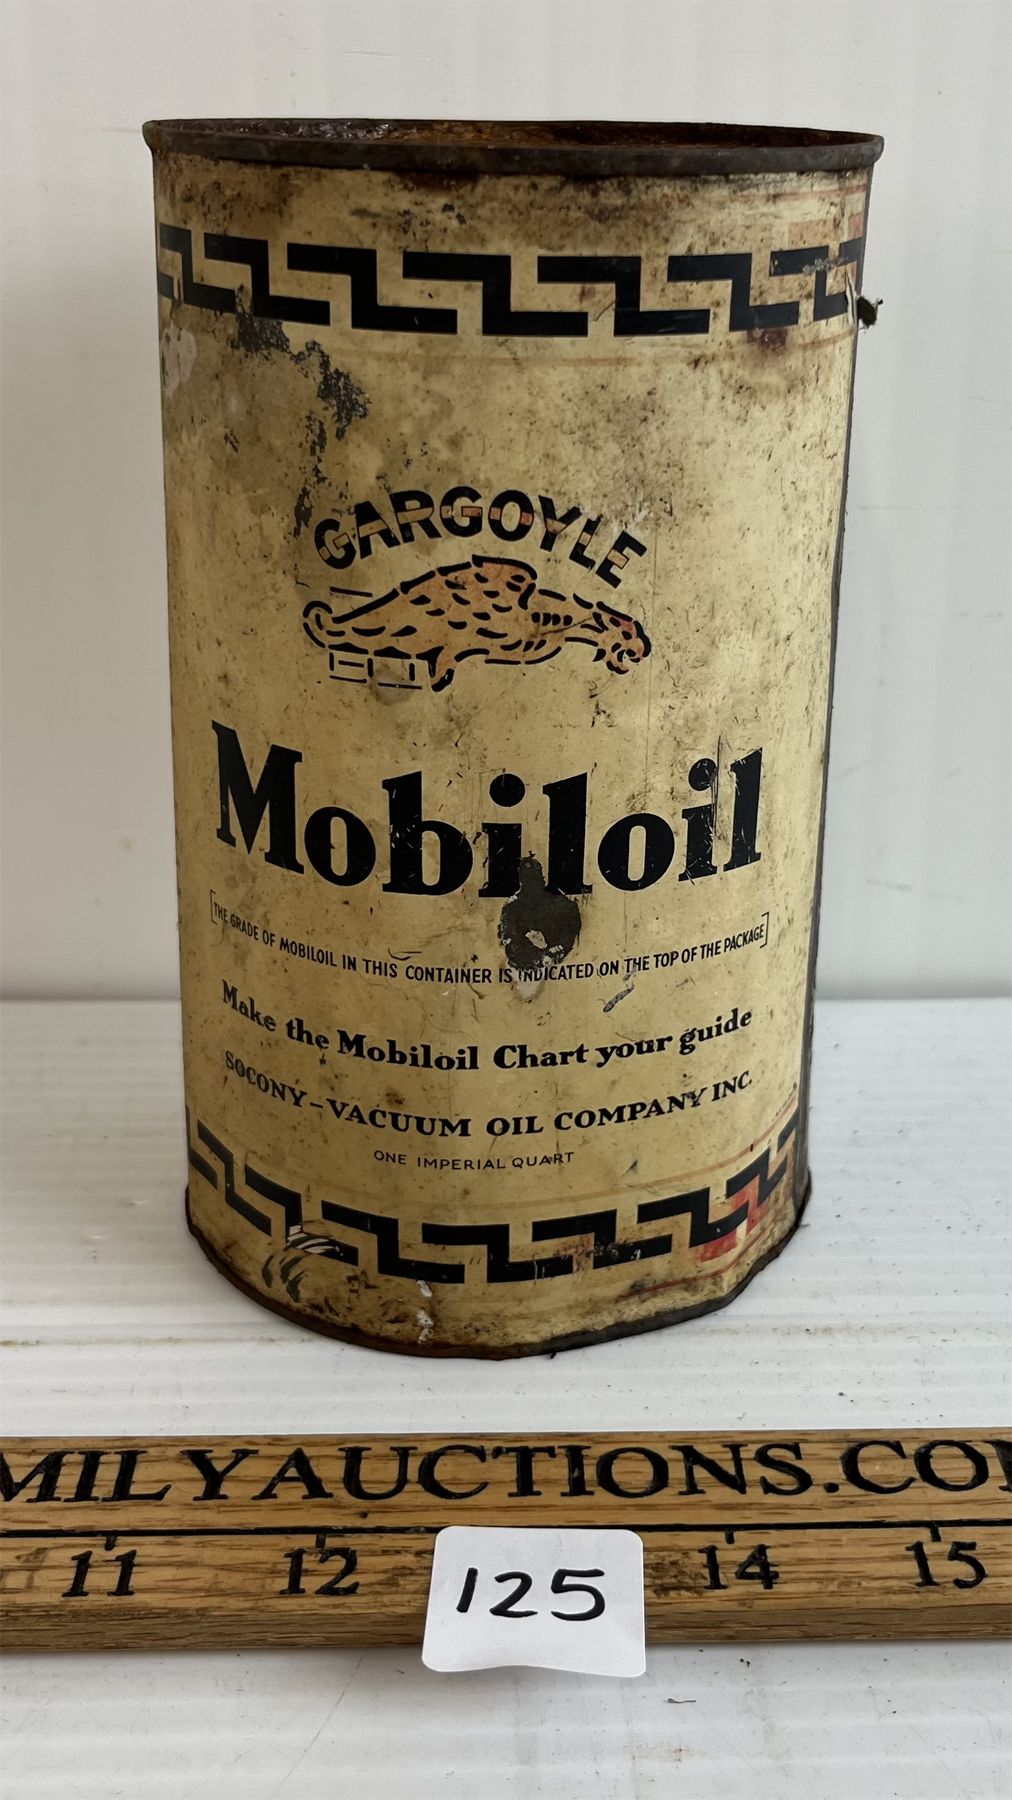 GARGOYLE
Mobiloil
[THE GRADE OF MOBILOIL IN THIS CONTAINER IS INDICATED ON THE TOP OF THE PACKAGE]
Make the Mobiloil Chart your guide
SOCONY-VACUUM OIL COMPANY INC.
ONE IMPERIAL QUART
MILYAUCTIONS.CO
11 12 14 15
125